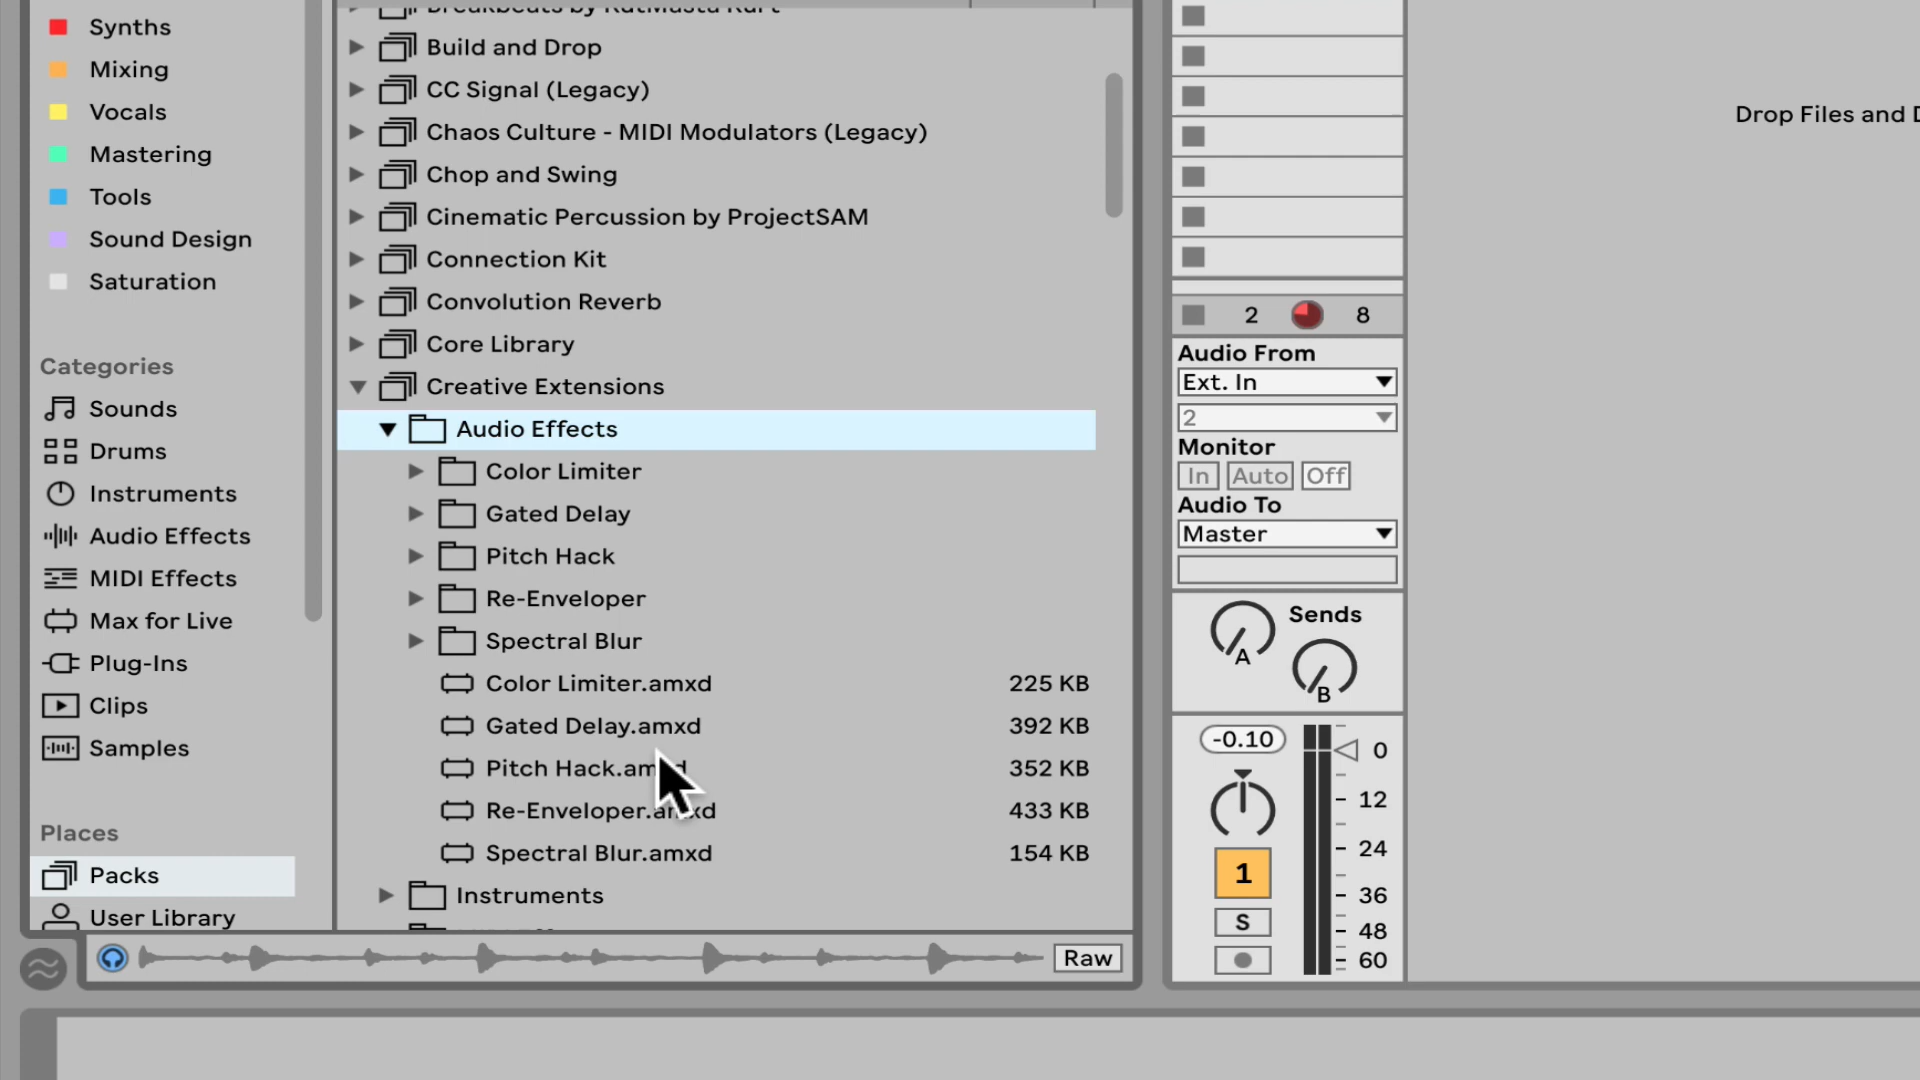 Synths
Mixing
Vocals
Mastering
Tools
Sound Design
Saturation
Categories
Sounds
Drums
Instruments
Audio Effects
MIDI Effects
Max for Live
Plug-Ins
Clips
Samples
Places
Packs
User Library
Breakbeats by KutMasta Kurt
Build and Drop
CC Signal (Legacy)
Chaos Culture - MIDI Modulators (Legacy)
Chop and Swing
Cinematic Percussion by ProjectSAM
Connection Kit
Convolution Reverb
Core Library
Creative Extensions
Audio Effects
Color Limiter
Gated Delay
Pitch Hack
Re-Enveloper
Spectral Blur
Color Limiter.amxd 225 KB
Gated Delay.amxd 392 KB
Pitch Hack.amxd 352 KB
Re-Enveloper.amxd 433 KB
Spectral Blur.amxd 154 KB
Instruments
Raw
2 8
Audio From
Ext. In
2
Monitor
In Auto Off
Audio To
Master
Sends
A
B
-0.10
0
12
24
36
48
60
1
S
Drop Files and D